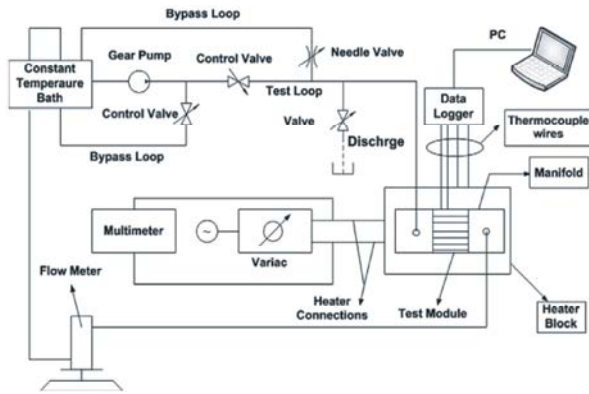 Bypass Loop
PC
Gear Pump
Control Valve
Needle Valve
Constant
Temperaure
Bath
Test Loop
Data
Logger
Control Valve
Valve
Thermocouple
wires
Bypass Loop
Dischrge
Manifold
Multimeter
~
Variac
Flow Meter
Heater
Connections
Test Module
Heater
Block